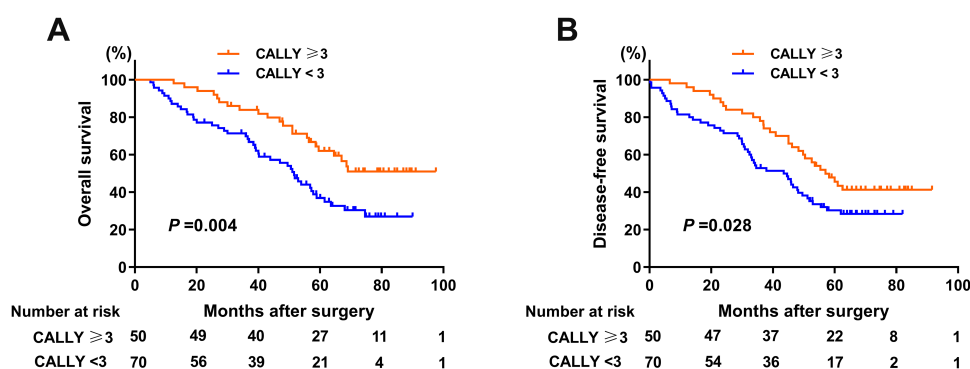 A
(%)
CALLY ⩾3
CALLY < 3
100
80
60
40
20
0
Overall survival
P =0.004
0 20 40 60 80 100
Number at risk
Months after surgery
CALLY ⩾3 50 49 40 27 11 1
CALLY <3 70 56 39 21 4 1
B
(%)
CALLY ⩾3
CALLY < 3
100
80
60
40
20
0
Disease-free survival
P =0.028
0 20 40 60 80 100
Number at risk
Months after surgery
CALLY ⩾3 50 47 37 22 8 1
CALLY <3 70 54 36 17 2 1